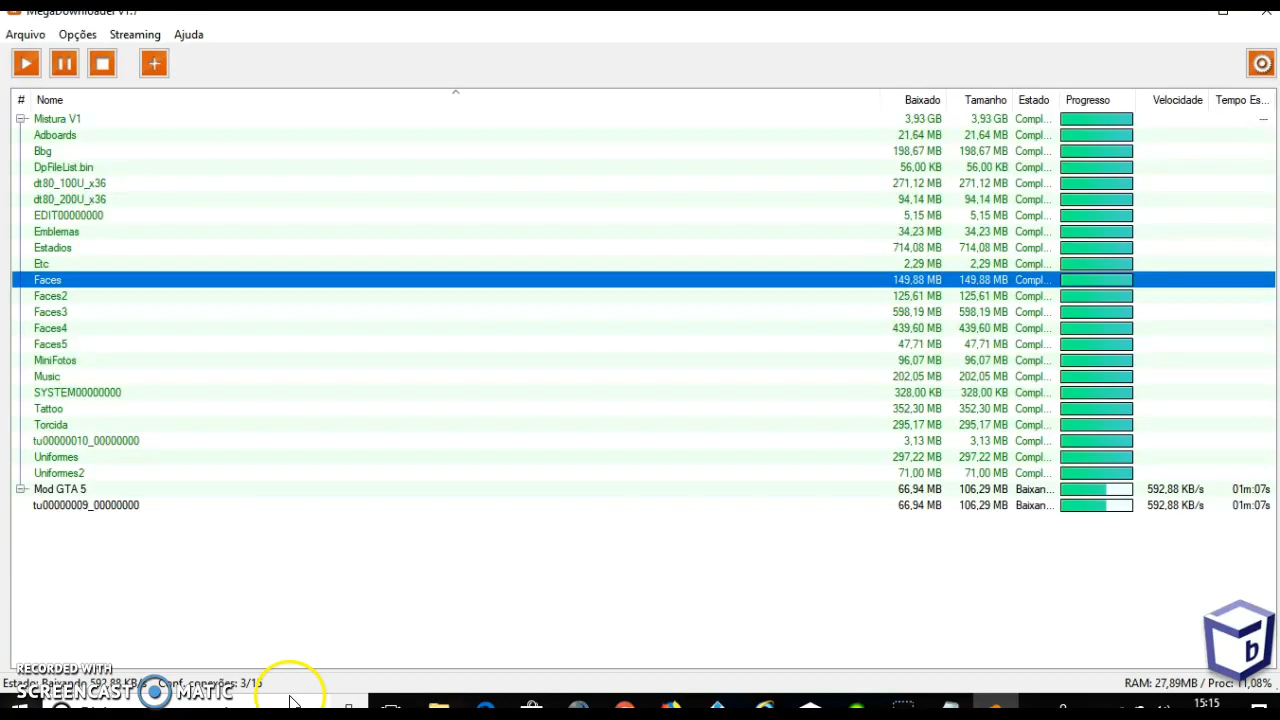 MegaDownloader v1.7
Arquivo Opções Streaming Ajuda
# Nome Baixado Tamanho Estado Progresso Velocidade Tempo Es...
Mistura V1 3,93 GB 3,93 GB Compl... ---
Adboards 21,64 MB 21,64 MB Compl...
Bbg 198,67 MB 198,67 MB Compl...
DpFileList.bin 56,00 KB 56,00 KB Compl...
dt80_100U_x36 271,12 MB 271,12 MB Compl...
dt80_200U_x36 94,14 MB 94,14 MB Compl...
EDIT00000000 5,15 MB 5,15 MB Compl...
Emblemas 34,23 MB 34,23 MB Compl...
Estadios 714,08 MB 714,08 MB Compl...
Etc 2,29 MB 2,29 MB Compl...
Faces 149,88 MB 149,88 MB Compl...
Faces2 125,61 MB 125,61 MB Compl...
Faces3 598,19 MB 598,19 MB Compl...
Faces4 439,60 MB 439,60 MB Compl...
Faces5 47,71 MB 47,71 MB Compl...
MiniFotos 96,07 MB 96,07 MB Compl...
Music 202,05 MB 202,05 MB Compl...
SYSTEM00000000 328,00 KB 328,00 KB Compl...
Tattoo 352,30 MB 352,30 MB Compl...
Torcida 295,17 MB 295,17 MB Compl...
tu00000010_00000000 3,13 MB 3,13 MB Compl...
Uniformes 297,22 MB 297,22 MB Compl...
Uniformes2 71,00 MB 71,00 MB Compl...
Mod GTA 5 66,94 MB 106,29 MB Baixan... 592,88 KB/s 01m:07s
tu00000009_00000000 66,94 MB 106,29 MB Baixan... 592,88 KB/s 01m:07s
b
RECORDED WITH
Estado: Baixando 592,88 KB/s Conf. conexões: 3/15 RAM: 27,89MB / Proc: 11,08%
SCREENCAST MATIC
15:15